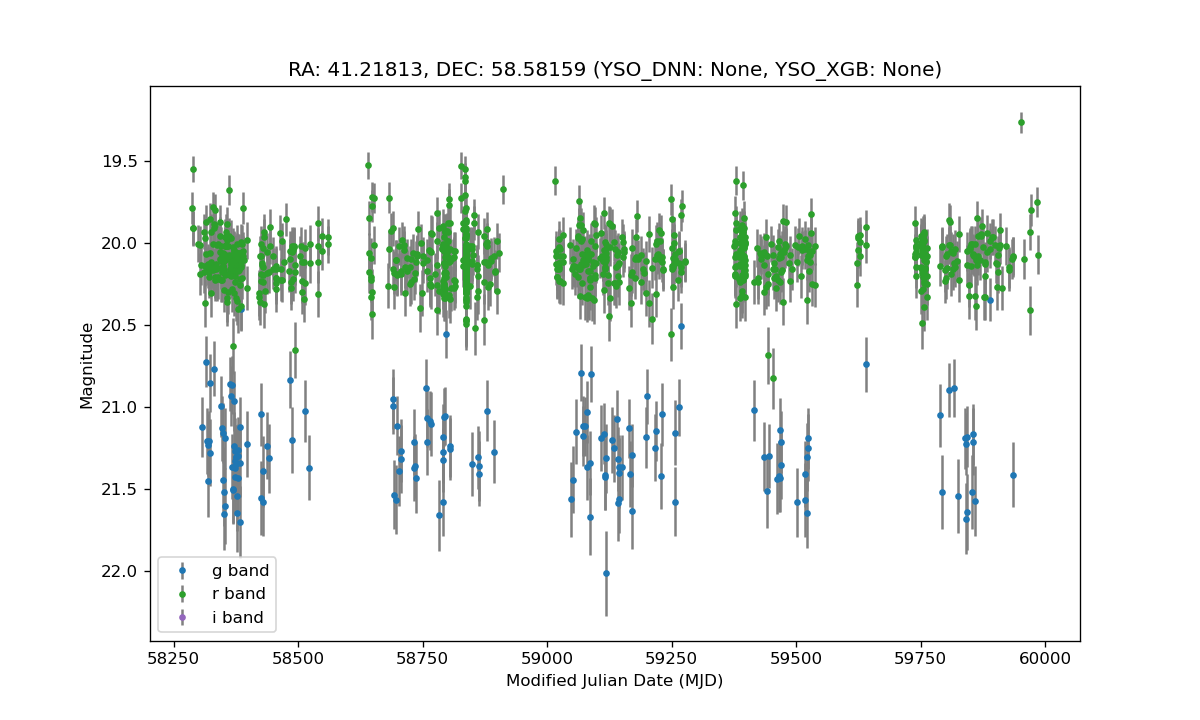 RA: 41.21813, DEC: 58.58159 (YSO_DNN: None, YSO_XGB: None)
19.5
20.0
20.5
21.0
21.5
22.0
Magnitude
g band
r band
i band
58250 58500 58750 59000 59250 59500 59750 60000
Modified Julian Date (MJD)